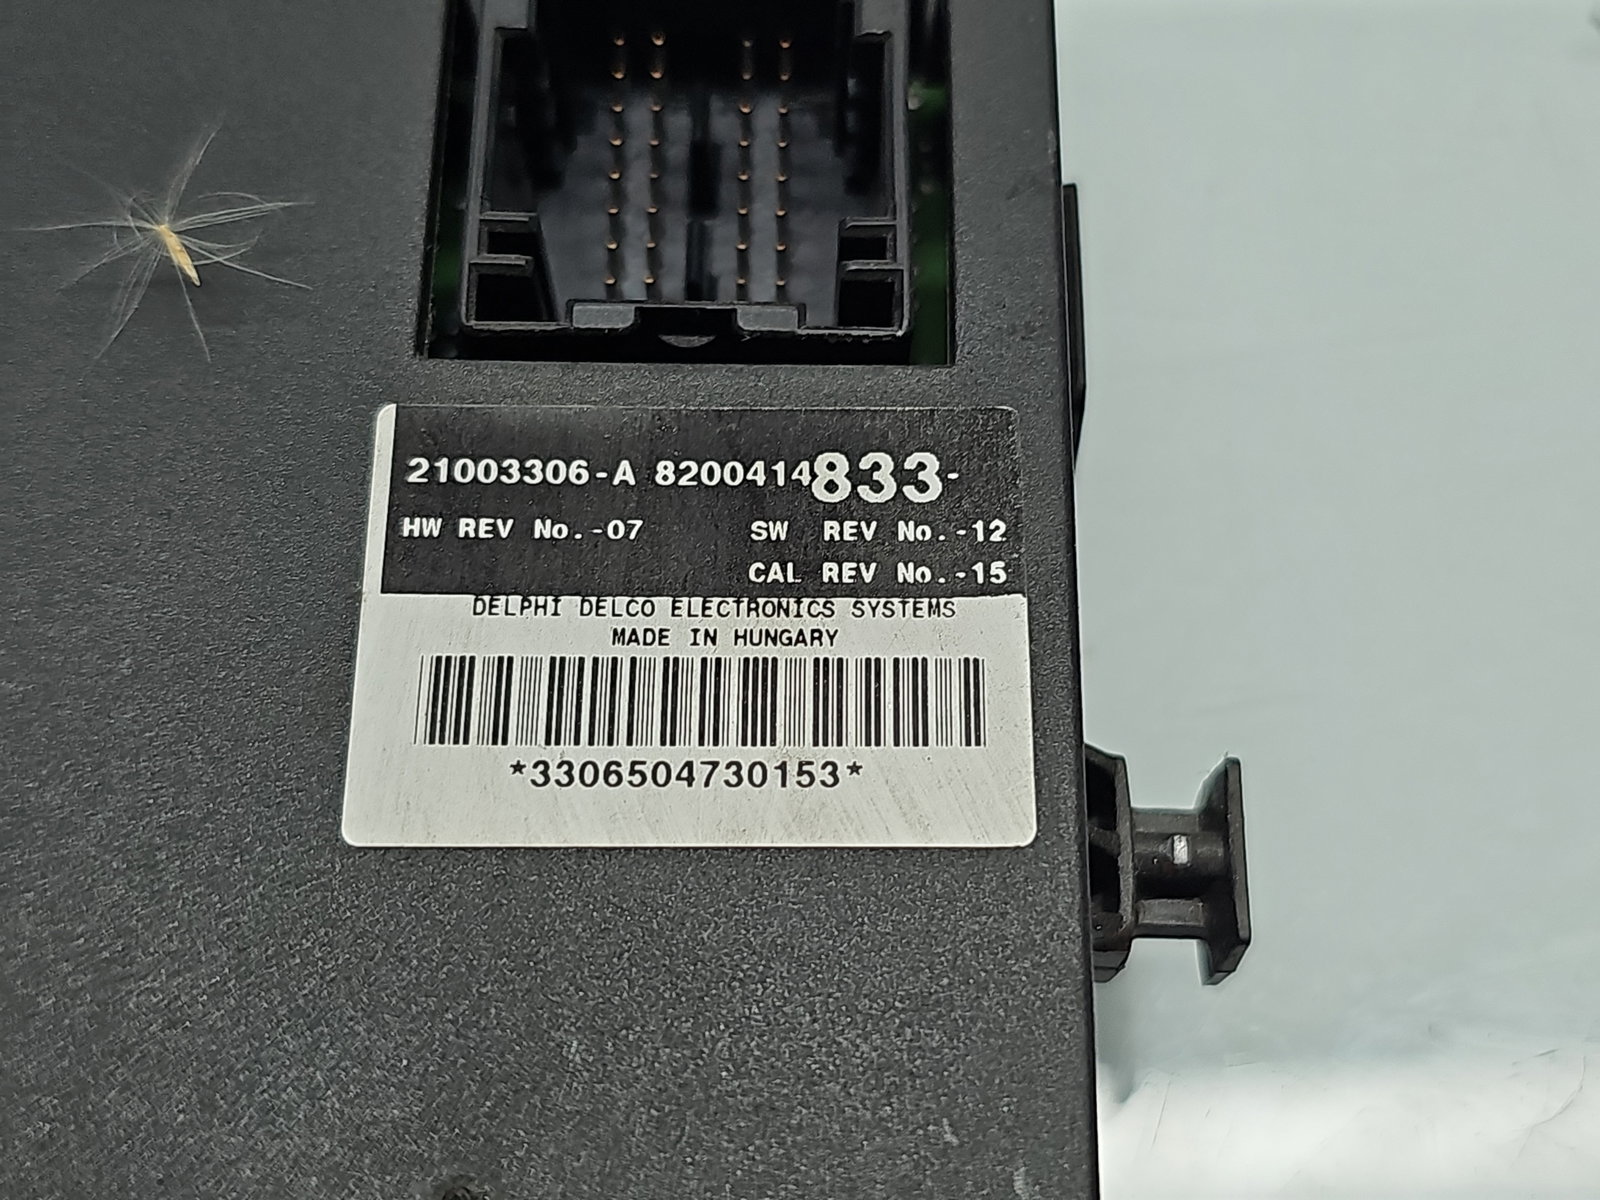 21003306-A 8200414833-
HW REV No.-07 SW REV No.-12
CAL REV No.-15
DELPHI DELCO ELECTRONICS SYSTEMS
MADE IN HUNGARY
*3306504730153*